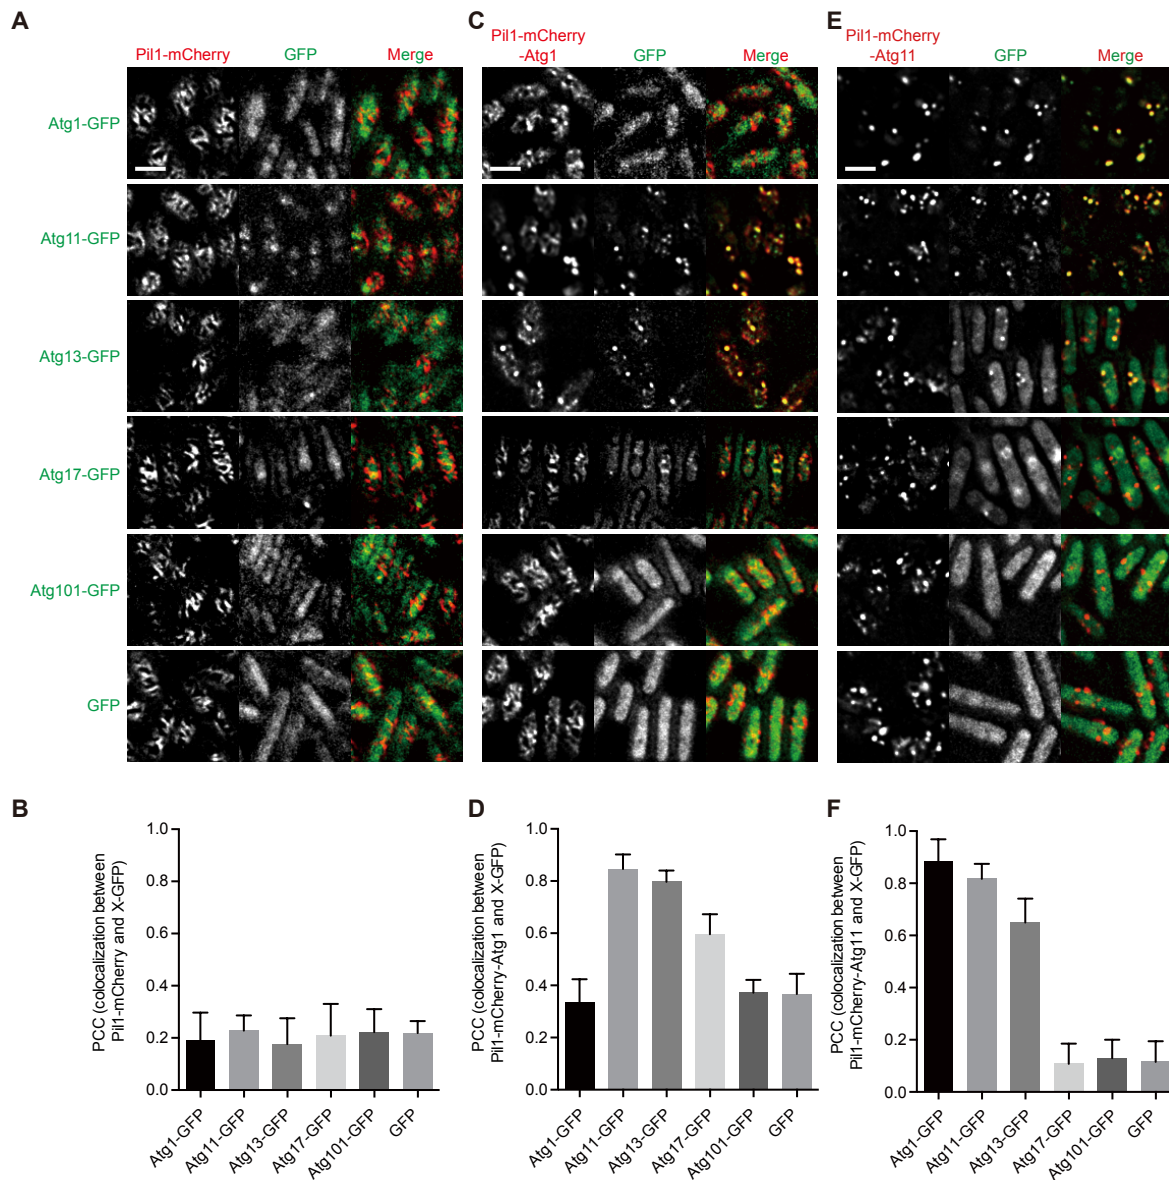 A
Pil1-mCherry GFP Merge
Atg1-GFP
Atg11-GFP
Atg13-GFP
Atg17-GFP
Atg101-GFP
GFP
C
Pil1-mCherry
-Atg1 GFP Merge
E
Pil1-mCherry
-Atg11 GFP Merge
B
PCC (colocalization between
Pil1-mCherry and X-GFP)
1.0
0.8
0.6
0.4
0.2
0.0
Atg1-GFP
Atg11-GFP
Atg13-GFP
Atg17-GFP
Atg101-GFP
GFP
D
PCC (colocalization between
Pil1-mCherry-Atg1 and X-GFP)
1.0
0.8
0.6
0.4
0.2
0.0
Atg1-GFP
Atg11-GFP
Atg13-GFP
Atg17-GFP
Atg101-GFP
GFP
F
PCC (colocalization between
Pil1-mCherry-Atg11 and X-GFP)
1.0
0.8
0.6
0.4
0.2
0.0
Atg1-GFP
Atg11-GFP
Atg13-GFP
Atg17-GFP
Atg101-GFP
GFP